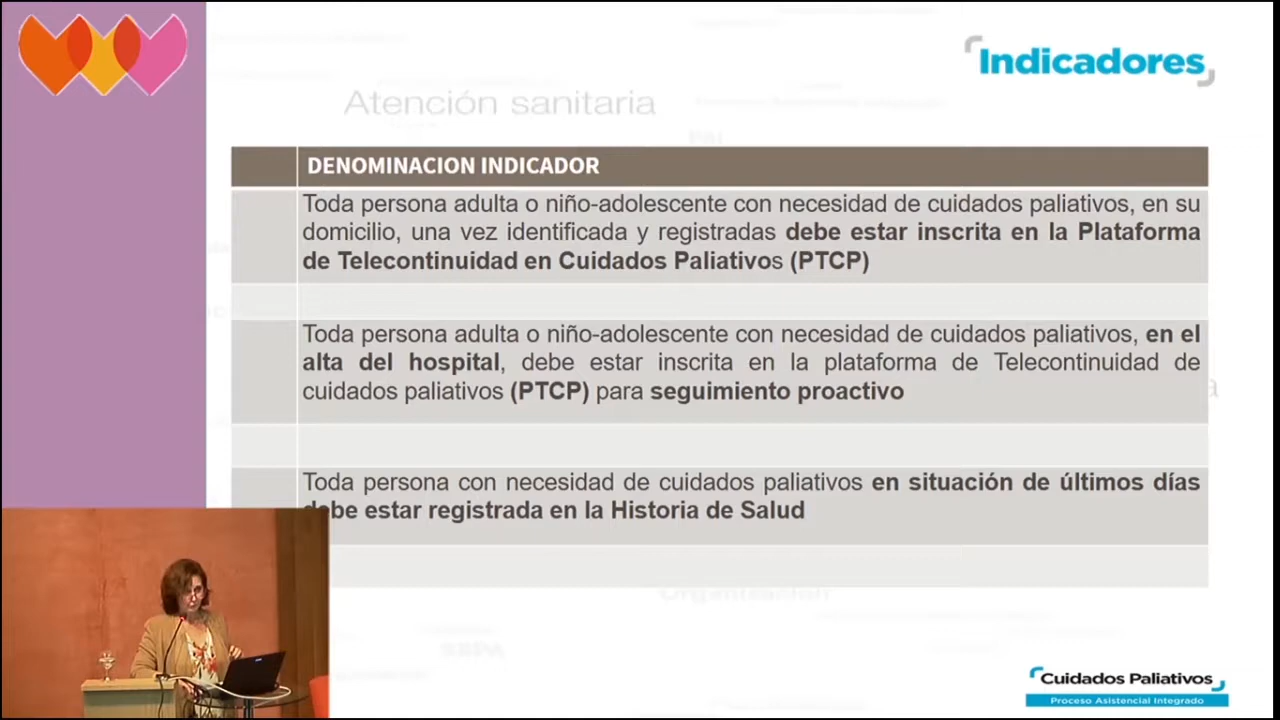 Indicadores
Atención sanitaria
DENOMINACION INDICADOR
Toda persona adulta o niño-adolescente con necesidad de cuidados paliativos, en su
domicilio, una vez identificada y registradas debe estar inscrita en la Plataforma
de Telecontinuidad en Cuidados Paliativos (PTCP)
Toda persona adulta o niño-adolescente con necesidad de cuidados paliativos, en el
alta del hospital, debe estar inscrita en la plataforma de Telecontinuidad de
cuidados paliativos (PTCP) para seguimiento proactivo
Toda persona con necesidad de cuidados paliativos en situación de últimos días
debe estar registrada en la Historia de Salud
Organización
Cuidados Paliativos
Proceso Asistencial Integrado